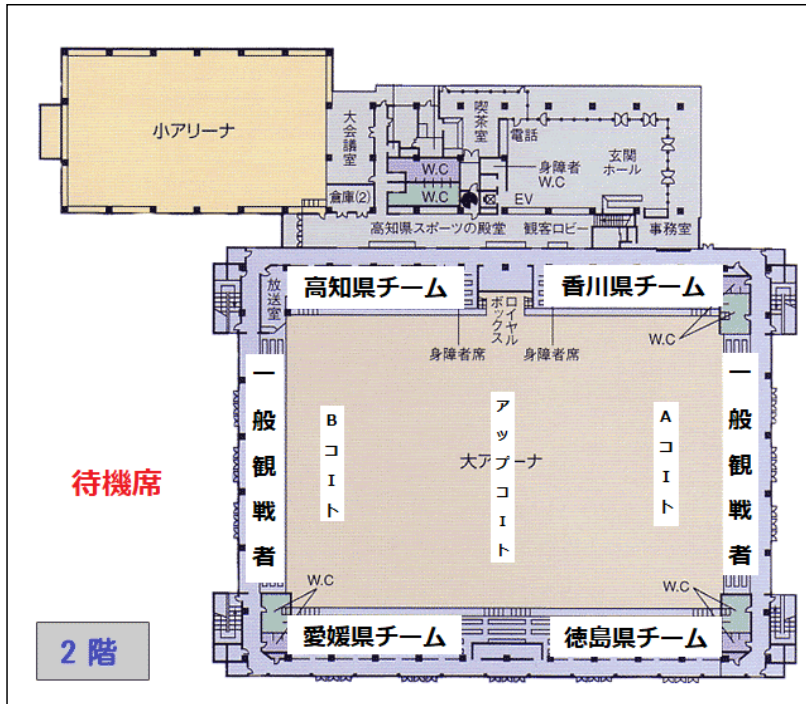 小アリーナ
大会議室
倉庫(2)
W.C
W.C
喫茶室
電話
身障者
W.C
EV
玄関
ホール
高知県スポーツの殿堂
観客ロビー
事務室
放送室
高知県チーム
ロイヤル
ボックス
香川県チーム
身障者席
身障者席
W.C
一般観戦者
Bコート
アップコート
大アリーナ
Aコート
一般観戦者
待機席
W.C
W.C
愛媛県チーム
徳島県チーム
2階